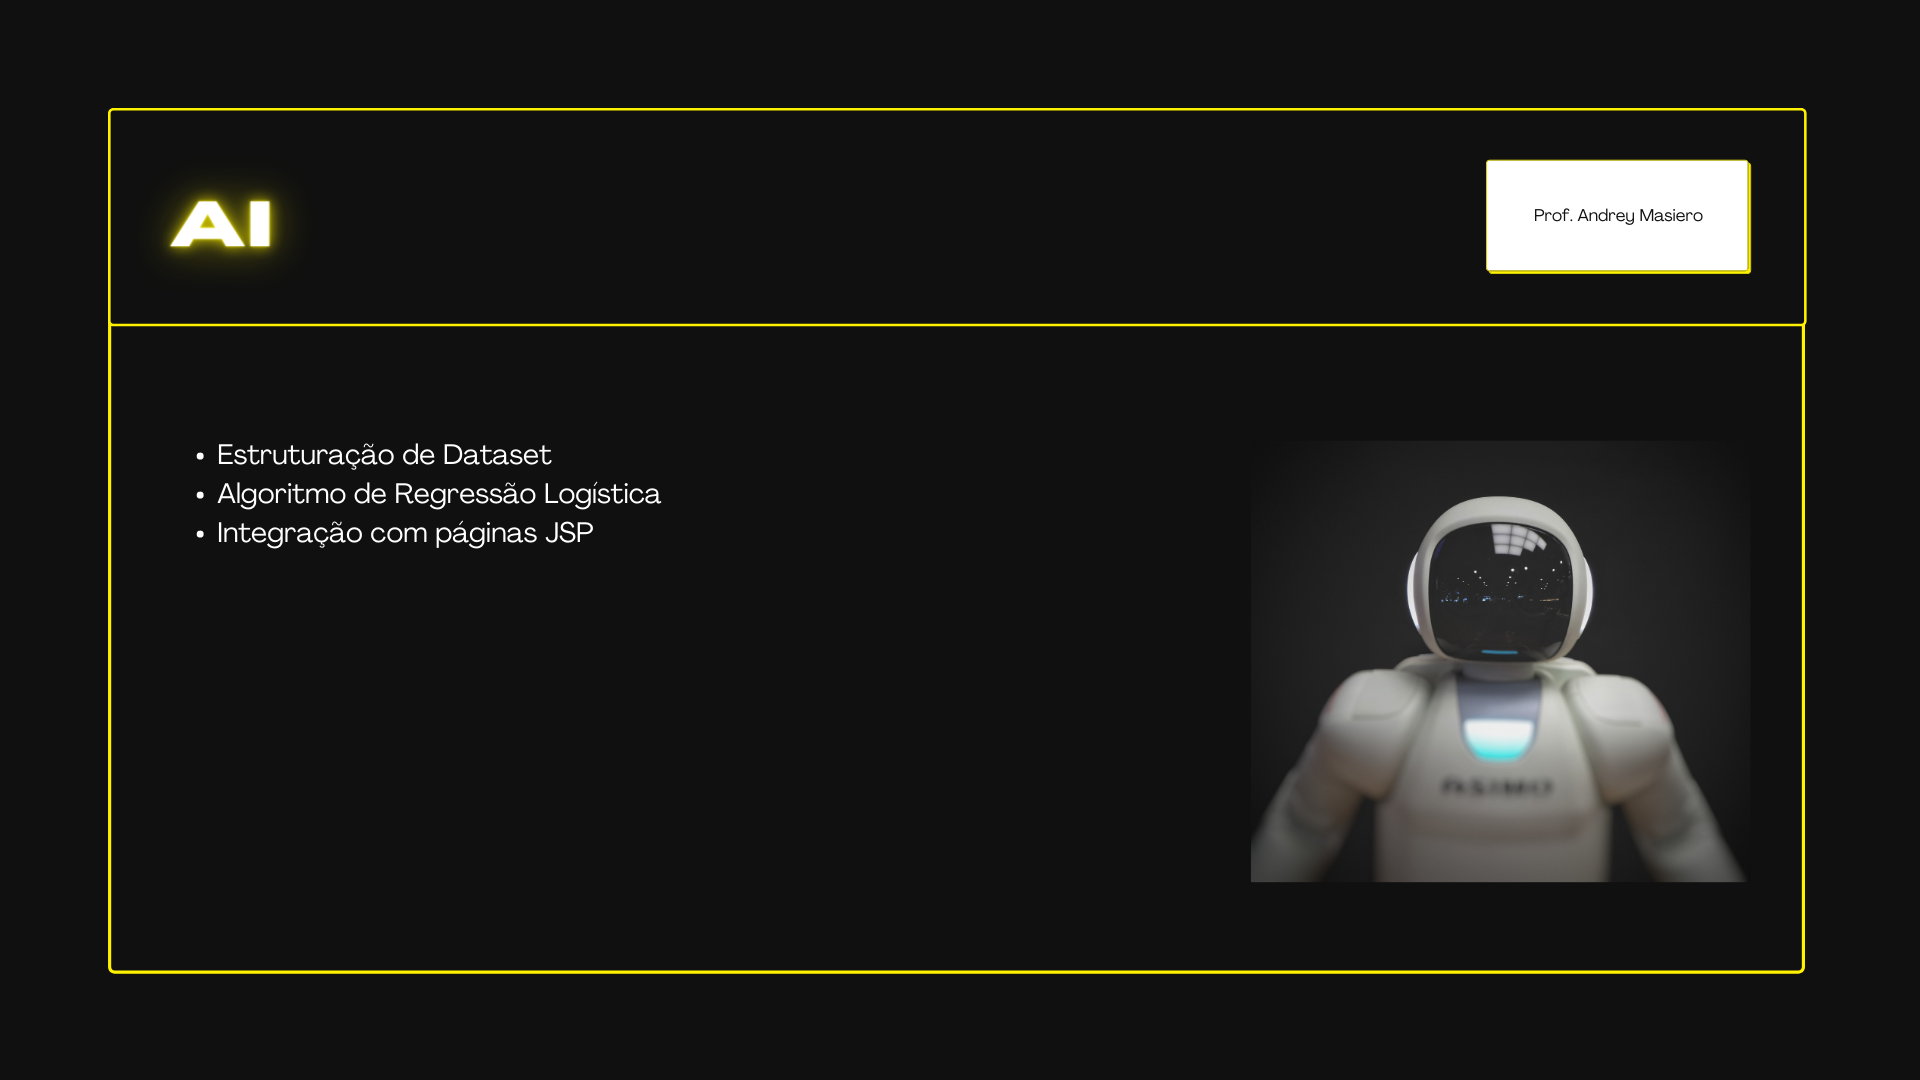 AI
Prof. Andrey Masiero
• Estruturação de Dataset
• Algoritmo de Regressão Logística
• Integração com páginas JSP
ASIMO